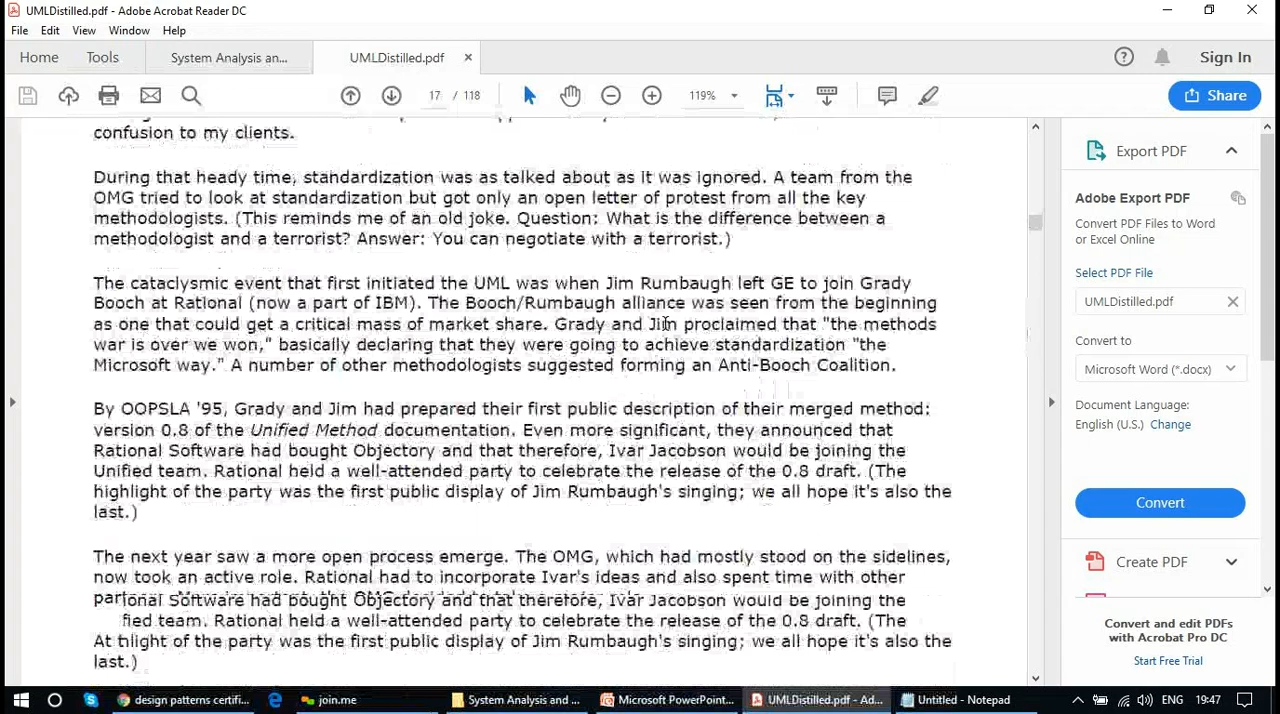 UMLDistilled.pdf - Adobe Acrobat Reader DC
File Edit View Window Help
Home Tools System Analysis an... UMLDistilled.pdf Sign In
17 / 118 119% Share
confusion to my clients.
During that heady time, standardization was as talked about as it was ignored. A team from the
OMG tried to look at standardization but got only an open letter of protest from all the key
methodologists. (This reminds me of an old joke. Question: What is the difference between a
methodologist and a terrorist? Answer: You can negotiate with a terrorist.)
The cataclysmic event that first initiated the UML was when Jim Rumbaugh left GE to join Grady
Booch at Rational (now a part of IBM). The Booch/Rumbaugh alliance was seen from the beginning
as one that could get a critical mass of market share. Grady and Jim proclaimed that "the methods
war is over we won," basically declaring that they were going to achieve standardization "the
Microsoft way." A number of other methodologists suggested forming an Anti-Booch Coalition.
By OOPSLA '95, Grady and Jim had prepared their first public description of their merged method:
version 0.8 of the Unified Method documentation. Even more significant, they announced that
Rational Software had bought Objectory and that therefore, Ivar Jacobson would be joining the
Unified team. Rational held a well-attended party to celebrate the release of the 0.8 draft. (The
highlight of the party was the first public display of Jim Rumbaugh's singing; we all hope it's also the
last.)
The next year saw a more open process emerge. The OMG, which had mostly stood on the sidelines,
now took an active role. Rational had to incorporate Ivar's ideas and also spent time with other
ional Software had bought Objectory and that therefore, Ivar Jacobson would be joining the
fied team. Rational held a well-attended party to celebrate the release of the 0.8 draft. (The
of the party was the first public display of Jim Rumbaugh's singing; we all hope it's also the
last.)
Export PDF
Adobe Export PDF
Convert PDF Files to Word
or Excel Online
Select PDF File
UMLDistilled.pdf
Convert to
Microsoft Word (*.docx)
Document Language:
English (U.S.) Change
Convert
Create PDF
Convert and edit PDFs
with Acrobat Pro DC
Start Free Trial
design patterns certifi... join.me System Analysis and ... Microsoft PowerPoint... UMLDistilled.pdf - Ad... Untitled - Notepad ENG 19:47